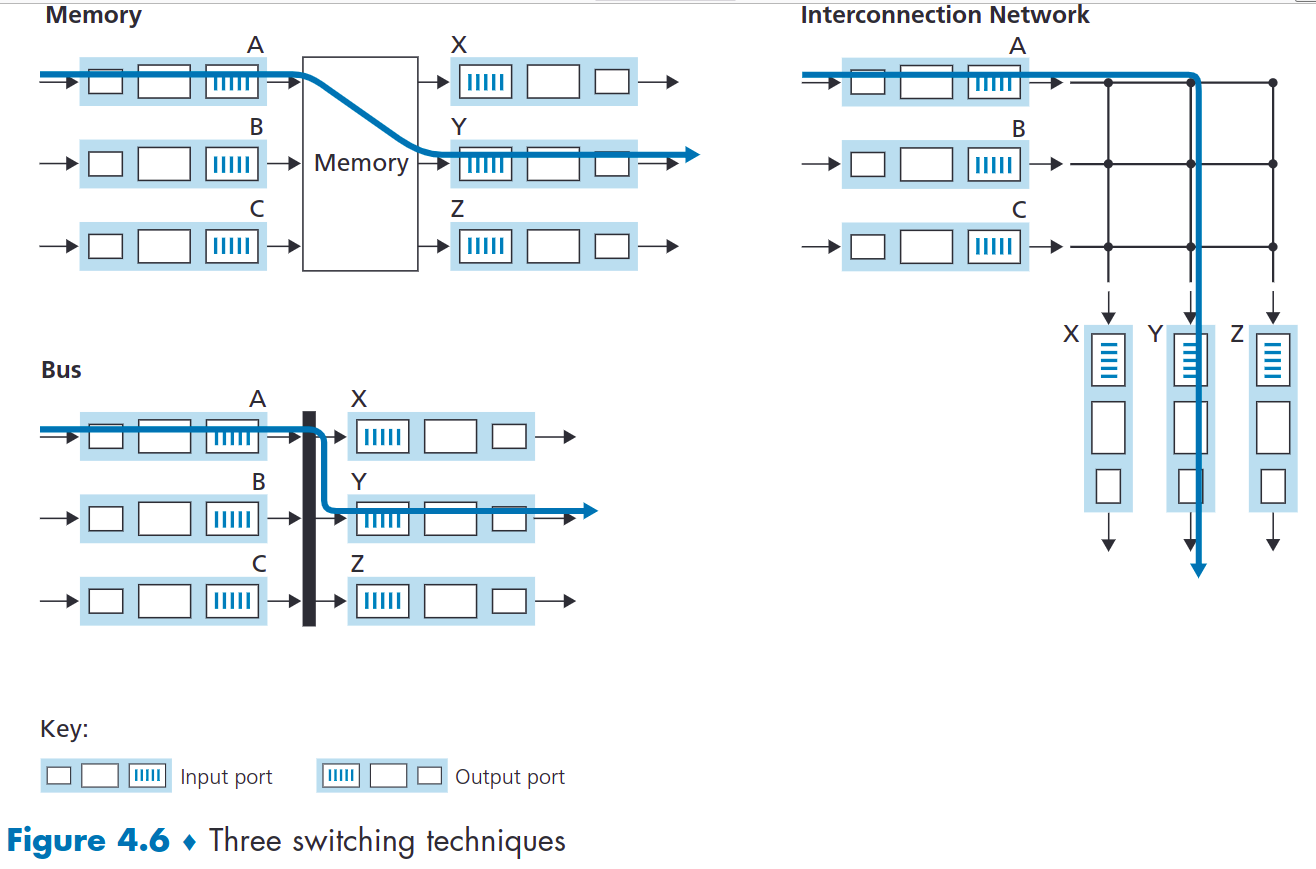 Memory
A
X
B
Y
Memory
C
Z
Interconnection Network
A
B
C
X
Y
Z
Bus
A
X
B
Y
C
Z
Key:
Input port
Output port
Figure 4.6 ♦ Three switching techniques